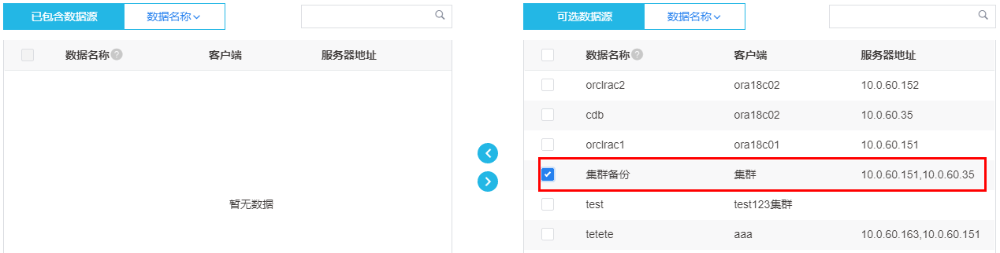 已包含数据源 数据名称
数据名称 客户端 服务器地址
暂无数据
可选数据源 数据名称
数据名称 客户端 服务器地址
orclrac2 ora18c02 10.0.60.152
cdb ora18c02 10.0.60.35
orclrac1 ora18c01 10.0.60.151
集群备份 集群 10.0.60.151,10.0.60.35
test test123集群
tetete aaa 10.0.60.163,10.0.60.151